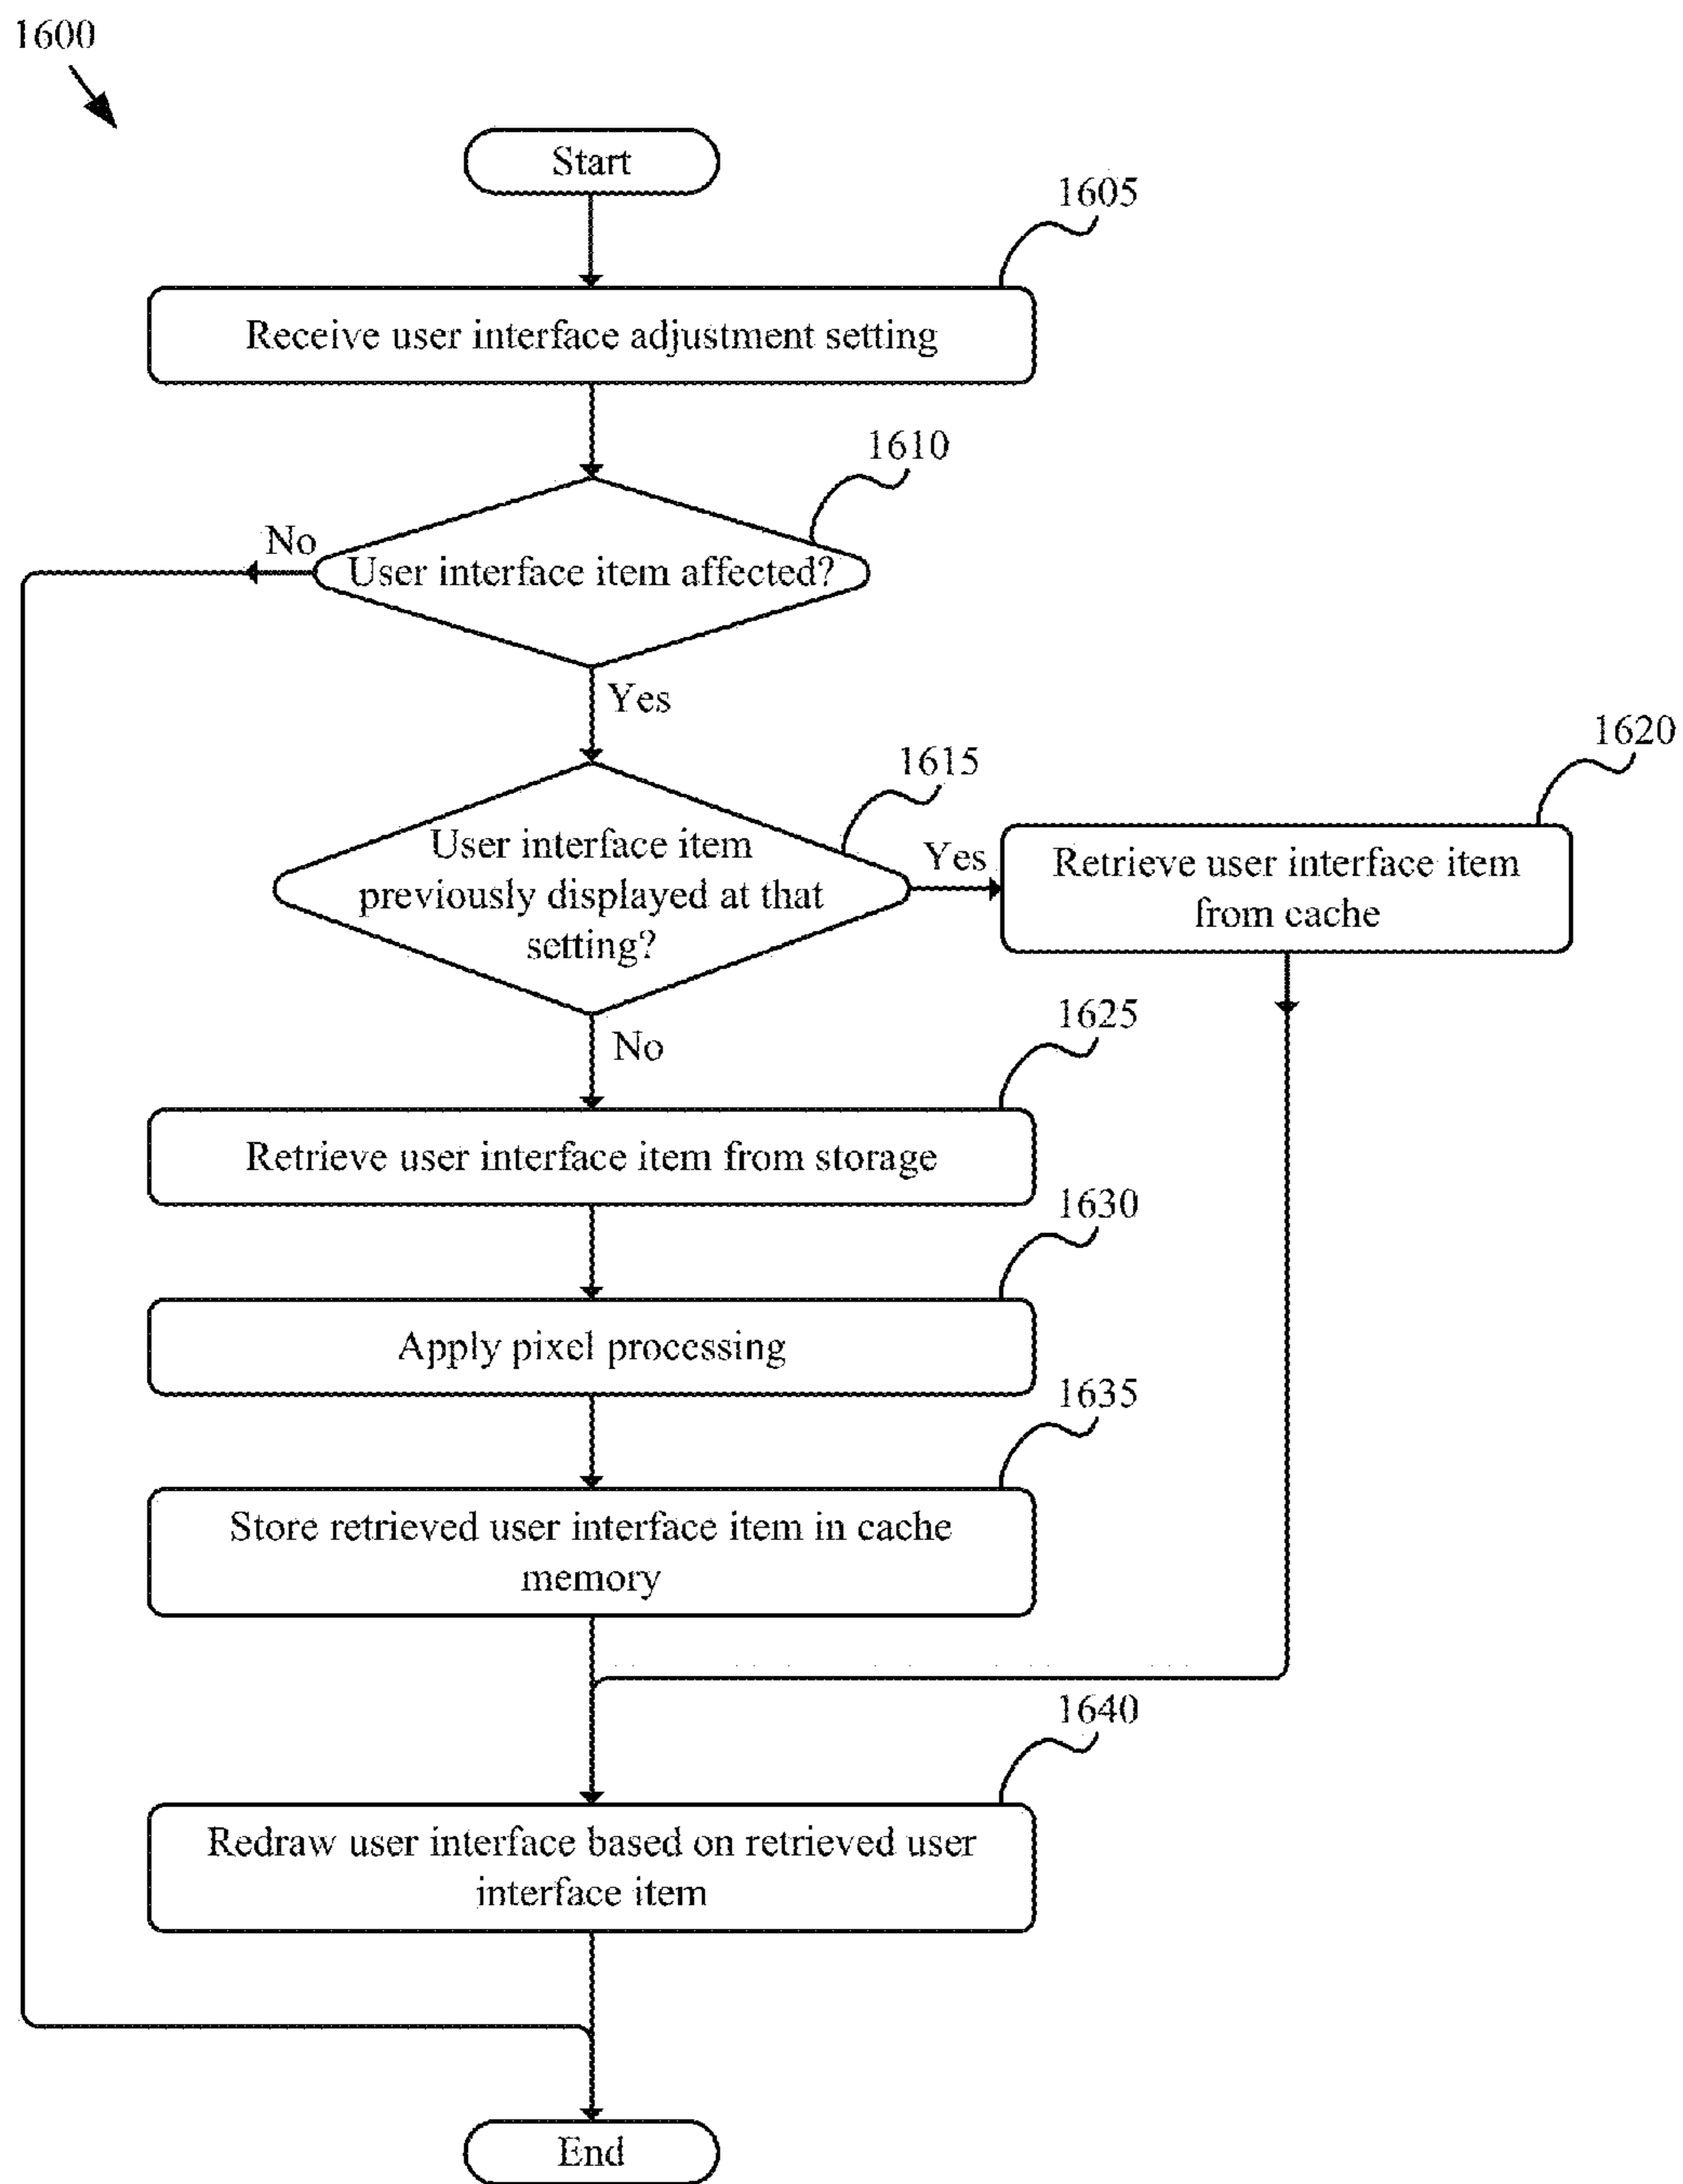 1600
Start
1605
Receive user interface adjustment setting
1610
No
User interface item affected?
Yes
1615
1620
User interface item
previously displayed at that
setting?
Yes
Retrieve user interface item
from cache
1625
No
Retrieve user interface item from storage
1630
Apply pixel processing
1635
Store retrieved user interface item in cache
memory
1640
Redraw user interface based on retrieved user
interface item
End